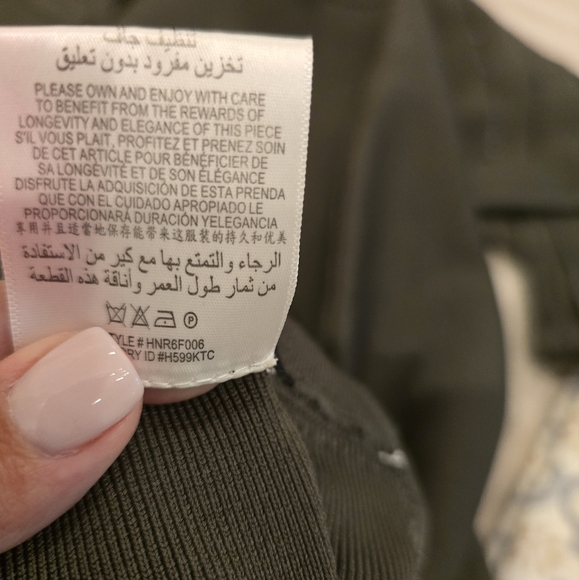 لتنظيف جاف
تخزين مفرود بدون تعليق
PLEASE OWN AND ENJOY WITH CARE
TO BENEFIT FROM THE REWARDS OF
LONGEVITY AND ELEGANCE OF THIS PIECE
S'IL VOUS PLAIT, PROFITEZ ET PRENEZ SOIN
DE CET ARTICLE POUR BÉNÉFICIER DE
SA LONGÉVITÉ ET DE SON ÉLÉGANCE
DISFRUTE LA ADQUISICIÓN DE ESTA PRENDA
QUE CON EL CUIDADO APROPIADO LE
PROPORCIONARÁ DURACIÓN YELEGANCIA
享用并且适当地保存能带来这服装的持久和优美
الرجاء والتمتع بها مع كير من الاستفادة
من ثمار طول العمر وأناقة هذه القطعة
P
STYLE # HNR6F006
RY ID #H599KTC